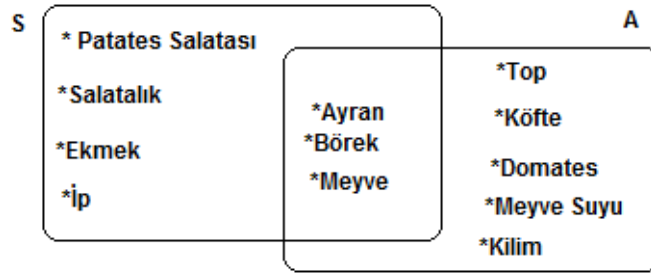 S
A
* Patates Salatası
*Salatalık
*Ekmek
*İp
*Ayran
*Börek
*Meyve
*Top
*Köfte
*Domates
*Meyve Suyu
*Kilim